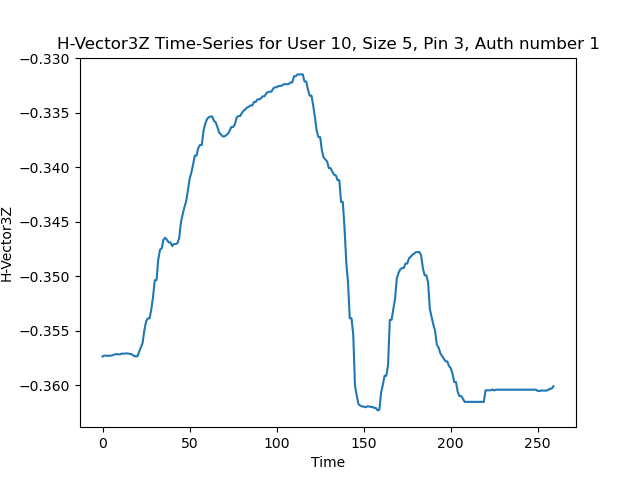 H-Vector3Z Time-Series for User 10, Size 5, Pin 3, Auth number 1
H-Vector3Z
−0.330
−0.335
−0.340
−0.345
−0.350
−0.355
−0.360
0 50 100 150 200 250
Time